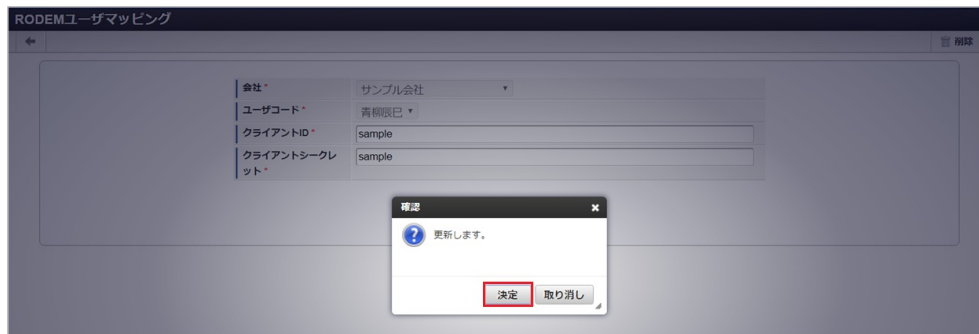 RODEMユーザマッピング
削除
会社*
サンプル会社
ユーザコード*
青柳辰巳
クライアントID*
sample
クライアントシークレ
ット*
sample
確認
更新します。
決定
取り消し